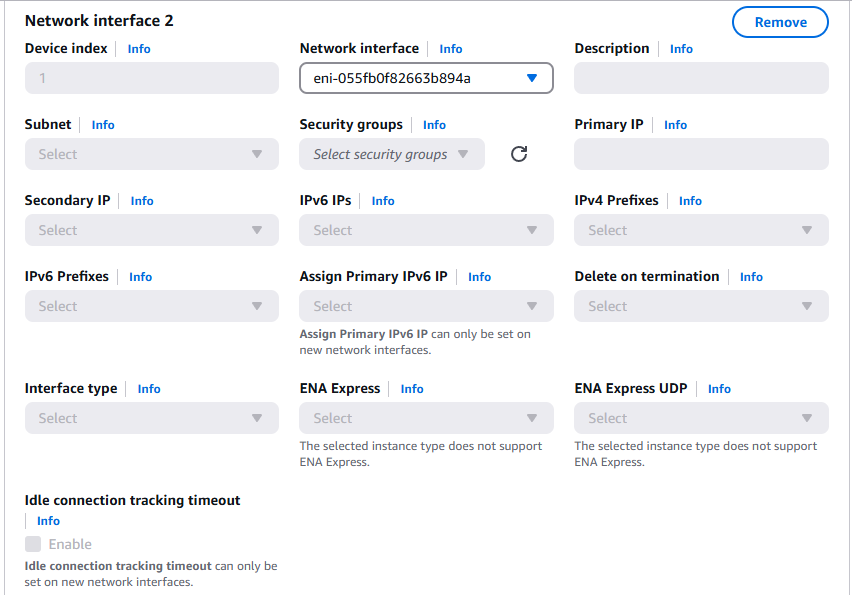 Network interface 2
Remove
Device index Info
Network interface Info
Description Info
1
eni-055fb0f82663b894a
Subnet Info
Security groups Info
Primary IP Info
Select
Select security groups
Secondary IP Info
IPv6 IPs Info
IPv4 Prefixes Info
Select
Select
Select
IPv6 Prefixes Info
Assign Primary IPv6 IP Info
Delete on termination Info
Select
Select
Select
Assign Primary IPv6 IP can only be set on
new network interfaces.
Interface type Info
ENA Express Info
ENA Express UDP Info
Select
Select
Select
The selected instance type does not support
ENA Express.
The selected instance type does not support
ENA Express.
Idle connection tracking timeout
Info
Enable
Idle connection tracking timeout can only be
set on new network interfaces.